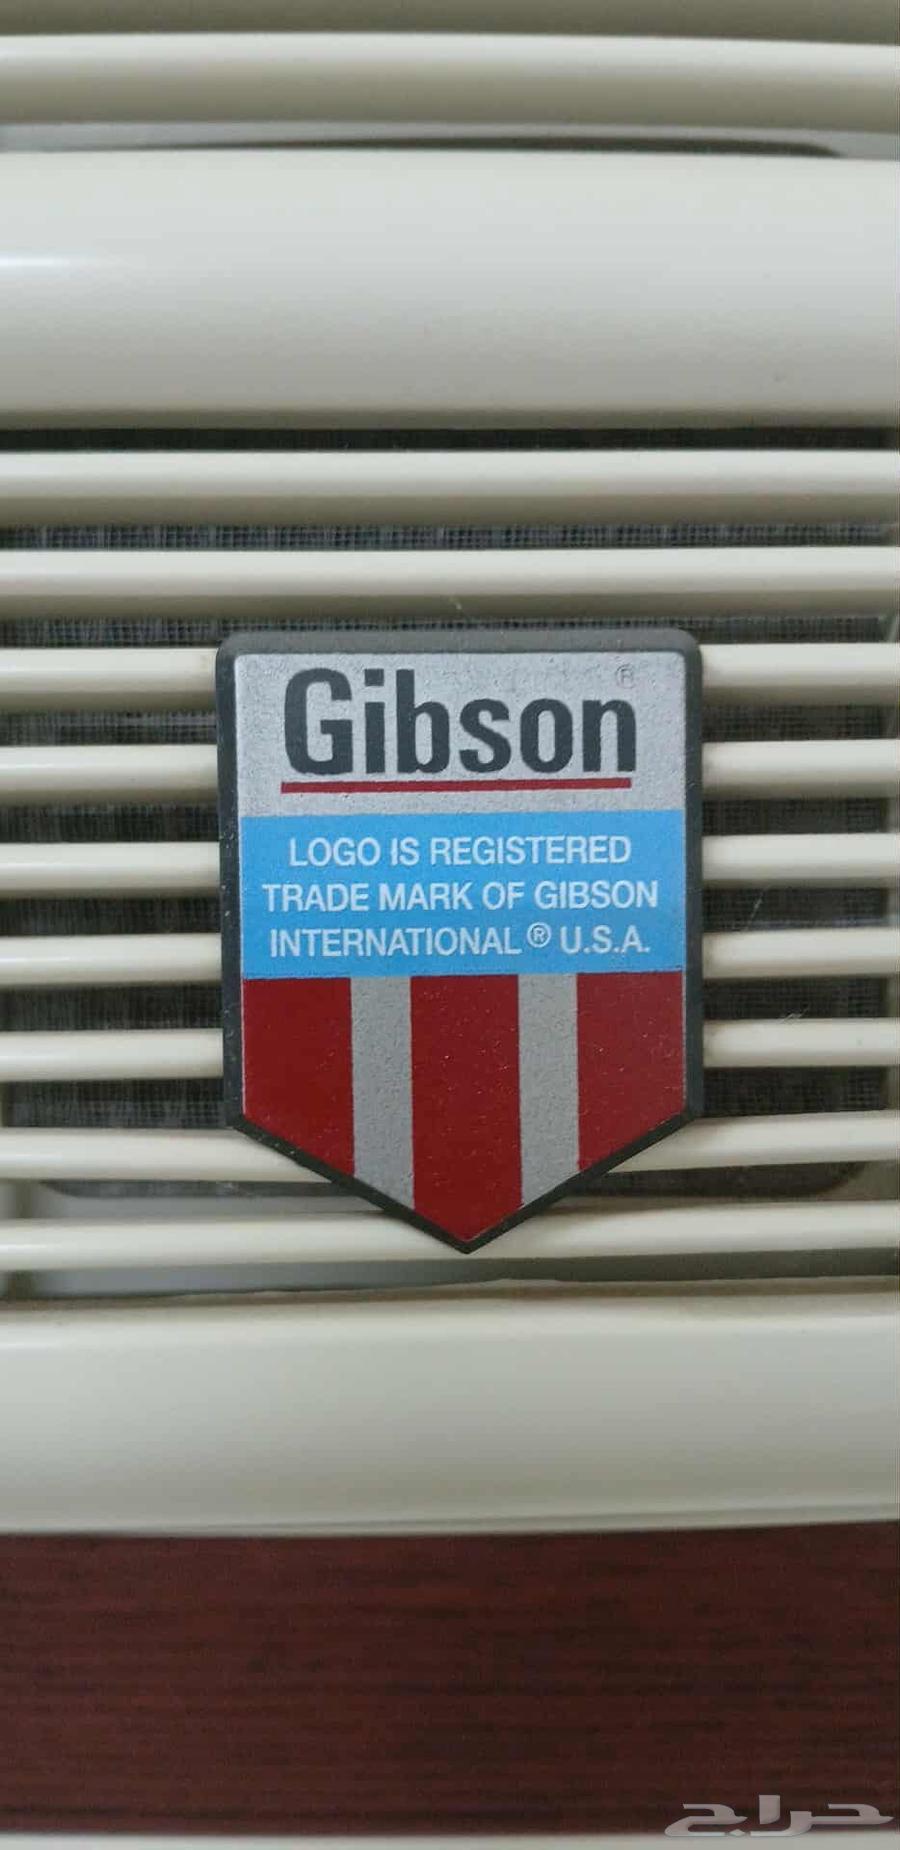 Gibson®
LOGO IS REGISTERED
TRADE MARK OF GIBSON
INTERNATIONAL® U.S.A.
حراج